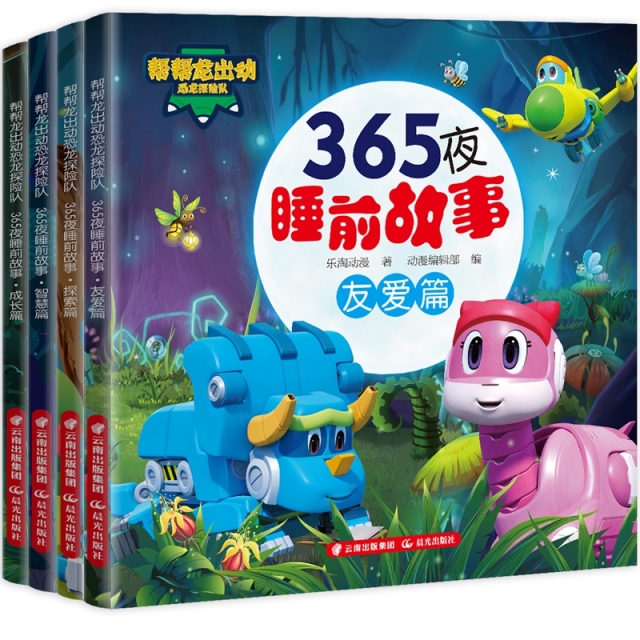 帮帮龙出动
恐龙探险队
365夜
睡前故事
乐淘动漫 著 动漫编辑部 编
友爱篇
云南出版集团 晨光出版社
帮帮龙出动恐龙探险队 365夜睡前故事·成长篇
云南出版集团
晨光出版社
帮帮龙出动恐龙探险队 365夜睡前故事·智慧篇
云南出版集团
晨光出版社
帮帮龙出动恐龙探险队 365夜睡前故事·探索篇
云南出版集团
晨光出版社
帮帮龙出动恐龙探险队 365夜睡前故事·友爱篇
云南出版集团
晨光出版社